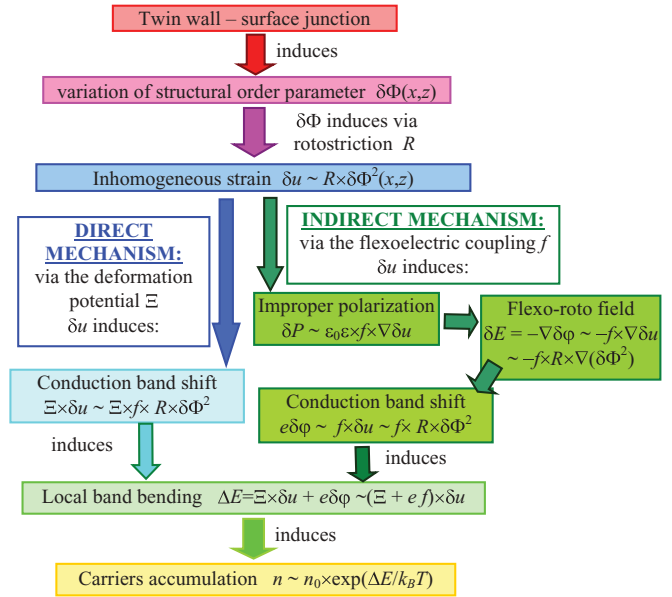 Twin wall – surface junction
induces
variation of structural order parameter δΦ(x,z)
δΦ induces via
rotostriction R
Inhomogeneous strain δu ~ R×δΦ²(x,z)
DIRECT
MECHANISM:
via the deformation
potential Ξ
δu induces:
INDIRECT MECHANISM:
via the flexoelectric coupling f
δu induces:
Improper polarization
δP ~ ε₀ε×f×∇δu
Flexo-roto field
δE = −∇δφ ~ −f×∇δu
~ −f×R×∇(δΦ²)
Conduction band shift
Ξ×δu ~ Ξ×f× R×δΦ²
Conduction band shift
eδφ ~ f×δu ~ f× R×δΦ²
induces
induces
Local band bending ΔE=Ξ×δu + eδφ ~(Ξ + e f)×δu
induces
Carriers accumulation n ~ n₀×exp(ΔE/k_BT)